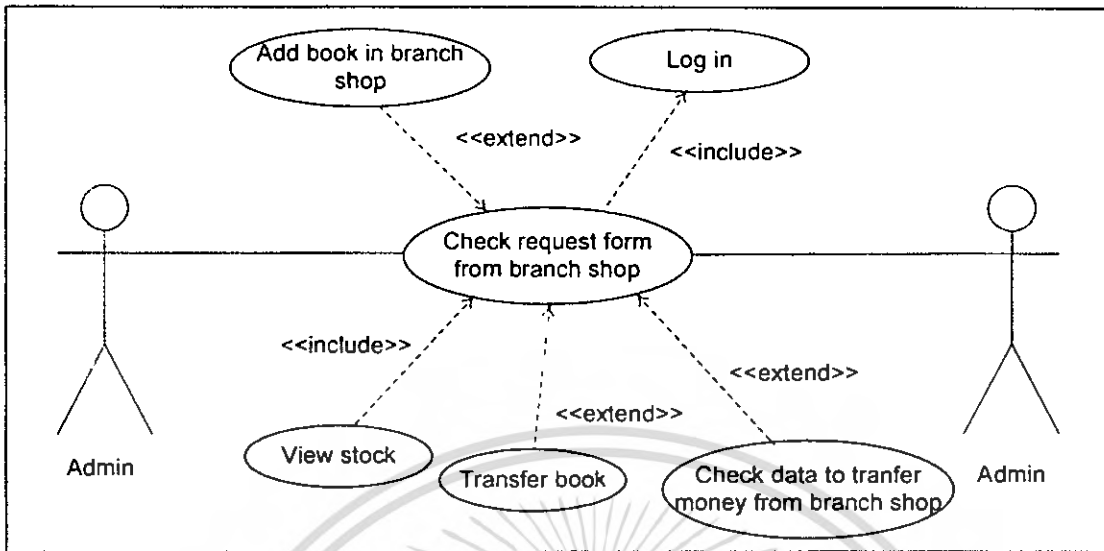 Add book in branch
shop
Log in
<<extend>>
<<include>>
Check request form
from branch shop
<<include>>
<<extend>>
<<extend>>
Admin
View stock
Transfer book
Check data to tranfer
money from branch shop
Admin